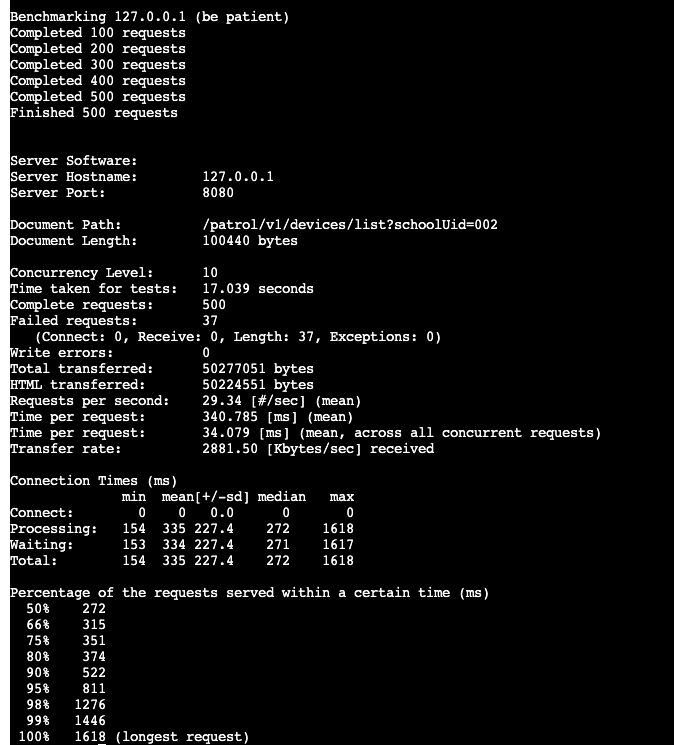 Benchmarking 127.0.0.1 (be patient)
Completed 100 requests
Completed 200 requests
Completed 300 requests
Completed 400 requests
Completed 500 requests
Finished 500 requests
Server Software:
Server Hostname: 127.0.0.1
Server Port: 8080
Document Path: /patrol/v1/devices/list?schoolUid=002
Document Length: 100440 bytes
Concurrency Level: 10
Time taken for tests: 17.039 seconds
Complete requests: 500
Failed requests: 37
(Connect: 0, Receive: 0, Length: 37, Exceptions: 0)
Write errors: 0
Total transferred: 50277051 bytes
HTML transferred: 50224551 bytes
Requests per second: 29.34 [#/sec] (mean)
Time per request: 340.785 [ms] (mean)
Time per request: 34.079 [ms] (mean, across all concurrent requests)
Transfer rate: 2881.50 [Kbytes/sec] received
Connection Times (ms)
min mean[+/-sd] median max
Connect: 0 0 0.0 0 0
Processing: 154 335 227.4 272 1618
Waiting: 153 334 227.4 271 1617
Total: 154 335 227.4 272 1618
Percentage of the requests served within a certain time (ms)
50% 272
66% 315
75% 351
80% 374
90% 522
95% 811
98% 1276
99% 1446
100% 1618 (longest request)